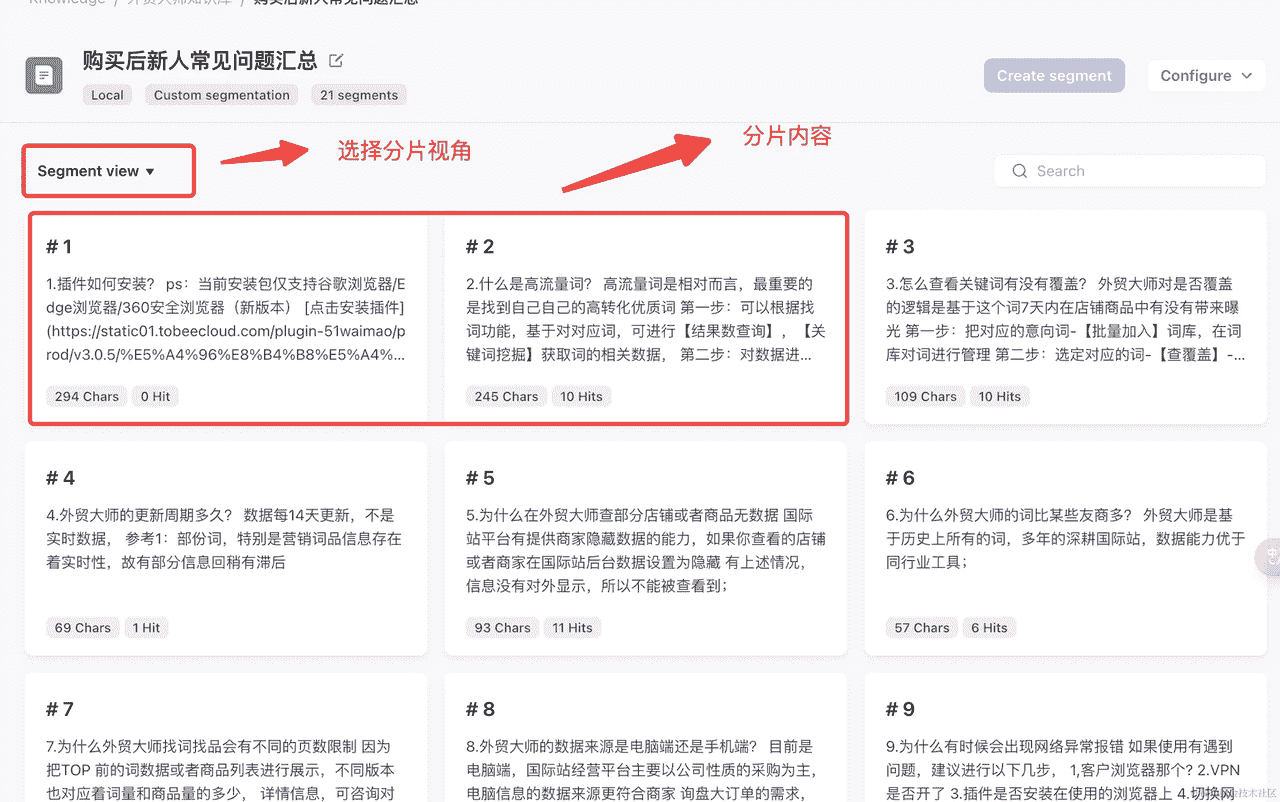 Knowledge / 外贸大师知识库 / 购买后新人常见问题汇总
购买后新人常见问题汇总
Local Custom segmentation 21 segments
Create segment
Configure
Segment view
选择分片视角
分片内容
Search
# 1
1.插件如何安装? ps: 当前安装包仅支持谷歌浏览器/E
dge浏览器/360安全浏览器（新版本） [点击安装插件]
(https://static01.tobeecloud.com/plugin-51waimao/p
rod/v3.0.5/%E5%A4%96%E8%B4%B8%E5%A4%...
294 Chars 0 Hit
# 2
2.什么是高流量词? 高流量词是相对而言，最重要的
是找到自己自己的高转化优质词 第一步：可以根据找
词功能，基于对对应词，可进行【结果数查询】，【关
键词挖掘】获取词的相关数据， 第二步：对数据进...
245 Chars 10 Hits
# 3
3.怎么查看关键词有没有覆盖? 外贸大师对是否覆盖
的逻辑是基于这个词7天内在店铺商品中有没有带来曝
光 第一步：把对应的意向词-【批量加入】词库，在词
库对词进行管理 第二步：选定对应的词-【查覆盖】-...
109 Chars 10 Hits
# 4
4.外贸大师的更新周期多久? 数据每14天更新，不是
实时数据， 参考1：部份词，特别是营销词品信息存在
着实时性，故有部分信息回稍有滞后
69 Chars 1 Hit
# 5
5.为什么在外贸大师查部分店铺或者商品无数据 国际
站平台有提供商家隐藏数据的能力，如果你查看的店铺
或者商家在国际站后台数据设置为隐藏 有上述情况，
信息没有对外显示，所以不能被查看到；
93 Chars 11 Hits
# 6
6.为什么外贸大师的词比某些友商多? 外贸大师是基
于历史上所有的词，多年的深耕国际站，数据能力优于
同行业工具；
57 Chars 6 Hits
# 7
7.为什么外贸大师找词找品会有不同的页数限制 因为
把TOP 前的词数据或者商品列表进行展示，不同版本
也对应着词量和商品量的多少， 详情信息，可咨询对
# 8
8.外贸大师的数据来源是电脑端还是手机端? 目前是
电脑端，国际站经营平台主要以公司性质的采购为主，
电脑信息的数据来源更符合商家 询盘大订单的需求，
# 9
9.为什么有时候会出现网络异常报错 如果使用有遇到
问题，建议进行以下几步， 1,客户浏览器那个? 2.VPN
是否开了 3.插件是否安装在使用的浏览器上 4.切换网